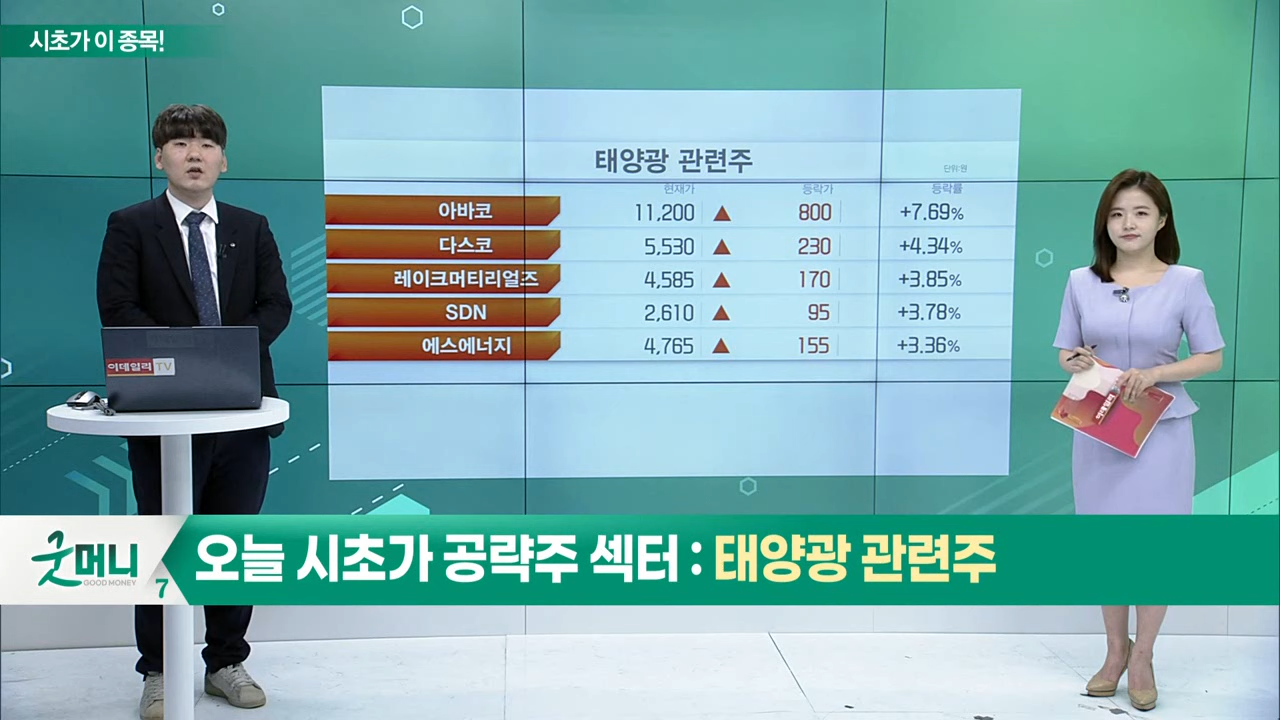 시초가 이 종목!
태양광 관련주
단위:원
현재가 등락가 등락률
아바코 11,200 ▲ 800 +7.69%
다스코 5,530 ▲ 230 +4.34%
레이크머티리얼즈 4,585 ▲ 170 +3.85%
SDN 2,610 ▲ 95 +3.78%
에스에너지 4,765 ▲ 155 +3.36%
이데일리 TV
이데일리
굿머니
GOOD MONEY
7
오늘 시초가 공략주 섹터 : 태양광 관련주